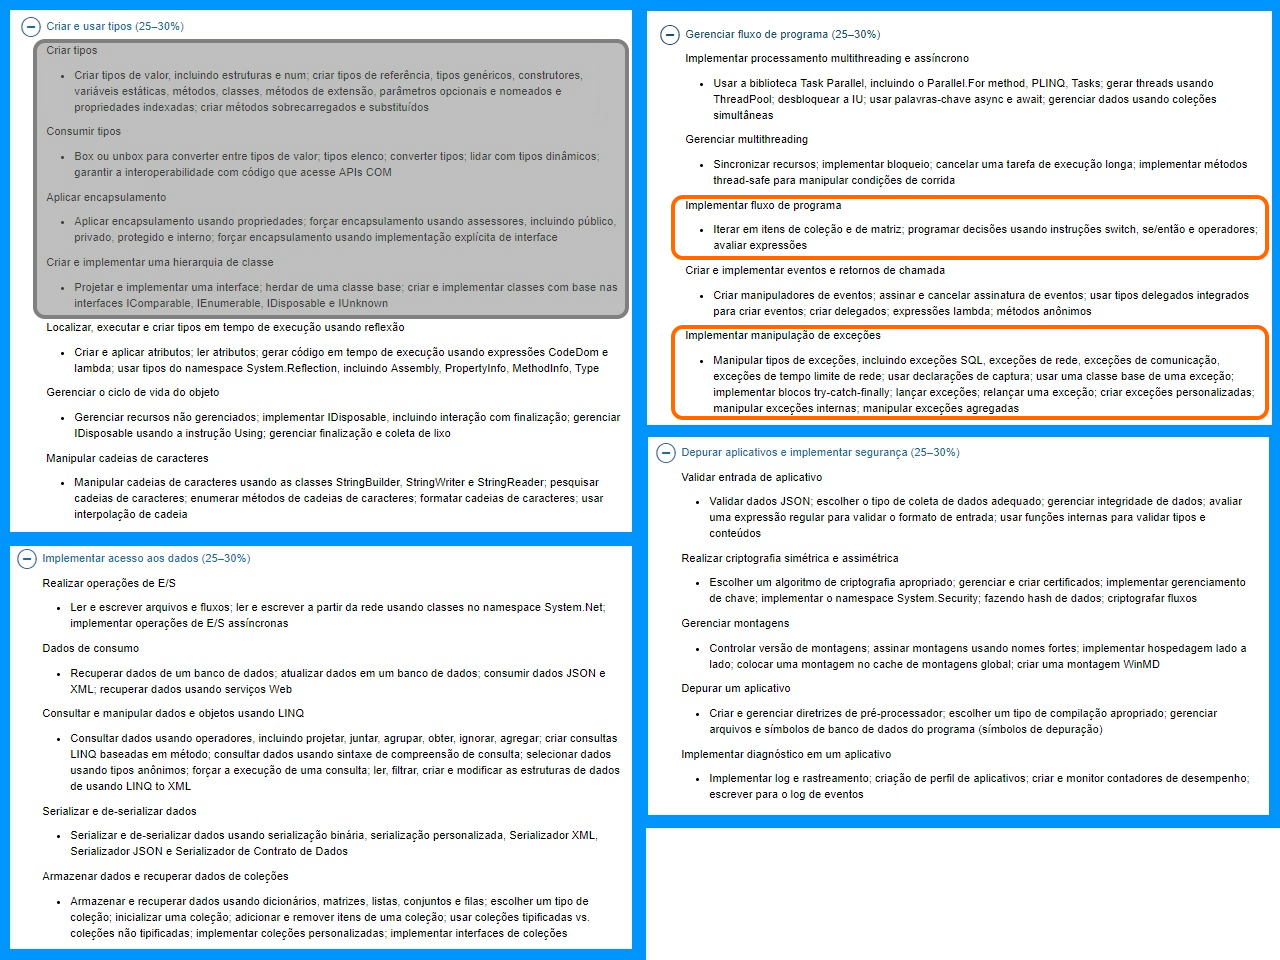 Criar e usar tipos (25–30%)
Criar tipos
Criar tipos de valor, incluindo estruturas e num; criar tipos de referência, tipos genéricos, construtores,
variáveis estáticas, métodos, classes, métodos de extensão, parâmetros opcionais e nomeados e
propriedades indexadas; criar métodos sobrecarregados e substituídos
Consumir tipos
Box ou unbox para converter entre tipos de valor; tipos elenco; converter tipos; lidar com tipos dinâmicos;
garantir a interoperabilidade com código que acesse APIs COM
Aplicar encapsulamento
Aplicar encapsulamento usando propriedades; forçar encapsulamento usando assessores, incluindo público,
privado, protegido e interno; forçar encapsulamento usando implementação explícita de interface
Criar e implementar uma hierarquia de classe
Projetar e implementar uma interface; herdar de uma classe base; criar e implementar classes com base nas
interfaces IComparable, IEnumerable, IDisposable e IUnknown
Localizar, executar e criar tipos em tempo de execução usando reflexão
Criar e aplicar atributos; ler atributos; gerar código em tempo de execução usando expressões CodeDom e
lambda; usar tipos do namespace System.Reflection, incluindo Assembly, PropertyInfo, MethodInfo, Type
Gerenciar o ciclo de vida do objeto
Gerenciar recursos não gerenciados; implementar IDisposable, incluindo interação com finalização; gerenciar
IDisposable usando a instrução Using; gerenciar finalização e coleta de lixo
Manipular cadeias de caracteres
Manipular cadeias de caracteres usando as classes StringBuilder, StringWriter e StringReader; pesquisar
cadeias de caracteres; enumerar métodos de cadeias de caracteres; formatar cadeias de caracteres; usar
interpolação de cadeia
Implementar acesso aos dados (25–30%)
Realizar operações de E/S
Ler e escrever arquivos e fluxos; ler e escrever a partir da rede usando classes no namespace System.Net;
implementar operações de E/S assíncronas
Dados de consumo
Recuperar dados de um banco de dados; atualizar dados em um banco de dados; consumir dados JSON e
XML; recuperar dados usando serviços Web
Consultar e manipular dados e objetos usando LINQ
Consultar dados usando operadores, incluindo projetar, juntar, agrupar, obter, ignorar, agregar; criar consultas
LINQ baseadas em método; consultar dados usando sintaxe de compreensão de consulta; selecionar dados
usando tipos anônimos; forçar a execução de uma consulta; ler, filtrar, criar e modificar as estruturas de dados
de usando LINQ to XML
Serializar e de-serializar dados
Serializar e de-serializar dados usando serialização binária, serialização personalizada, Serializador XML,
Serializador JSON e Serializador de Contrato de Dados
Armazenar dados e recuperar dados de coleções
Armazenar e recuperar dados usando dicionários, matrizes, listas, conjuntos e filas; escolher um tipo de
coleção; inicializar uma coleção; adicionar e remover itens de uma coleção; usar coleções tipificadas vs.
coleções não tipificadas; implementar coleções personalizadas; implementar interfaces de coleções
Gerenciar fluxo de programa (25–30%)
Implementar processamento multithreading e assíncrono
Usar a biblioteca Task Parallel, incluindo o Parallel.For method, PLINQ, Tasks; gerar threads usando
ThreadPool; desbloquear a IU; usar palavras-chave async e await; gerenciar dados usando coleções
simultâneas
Gerenciar multithreading
Sincronizar recursos; implementar bloqueio; cancelar uma tarefa de execução longa; implementar métodos
thread-safe para manipular condições de corrida
Implementar fluxo de programa
Iterar em itens de coleção e de matriz; programar decisões usando instruções switch, se/então e operadores;
avaliar expressões
Criar e implementar eventos e retornos de chamada
Criar manipuladores de eventos; assinar e cancelar assinatura de eventos; usar tipos delegados integrados
para criar eventos; criar delegados; expressões lambda; métodos anônimos
Implementar manipulação de exceções
Manipular tipos de exceções, incluindo exceções SQL, exceções de rede, exceções de comunicação,
exceções de tempo limite de rede; usar declarações de captura; usar uma classe base de uma exceção;
implementar blocos try-catch-finally; lançar exceções; relançar uma exceção; criar exceções personalizadas;
manipular exceções internas; manipular exceções agregadas
Depurar aplicativos e implementar segurança (25–30%)
Validar entrada de aplicativo
Validar dados JSON; escolher o tipo de coleta de dados adequado; gerenciar integridade de dados; avaliar
uma expressão regular para validar o formato de entrada; usar funções internas para validar tipos e
conteúdos
Realizar criptografia simétrica e assimétrica
Escolher um algoritmo de criptografia apropriado; gerenciar e criar certificados; implementar gerenciamento
de chave; implementar o namespace System.Security; fazendo hash de dados; criptografar fluxos
Gerenciar montagens
Controlar versão de montagens; assinar montagens usando nomes fortes; implementar hospedagem lado a
lado; colocar uma montagem no cache de montagens global; criar uma montagem WinMD
Depurar um aplicativo
Criar e gerenciar diretrizes de pré-processador; escolher um tipo de compilação apropriado; gerenciar
arquivos e símbolos de banco de dados do programa (símbolos de depuração)
Implementar diagnóstico em um aplicativo
Implementar log e rastreamento; criação de perfil de aplicativos; criar e monitor contadores de desempenho;
escrever para o log de eventos